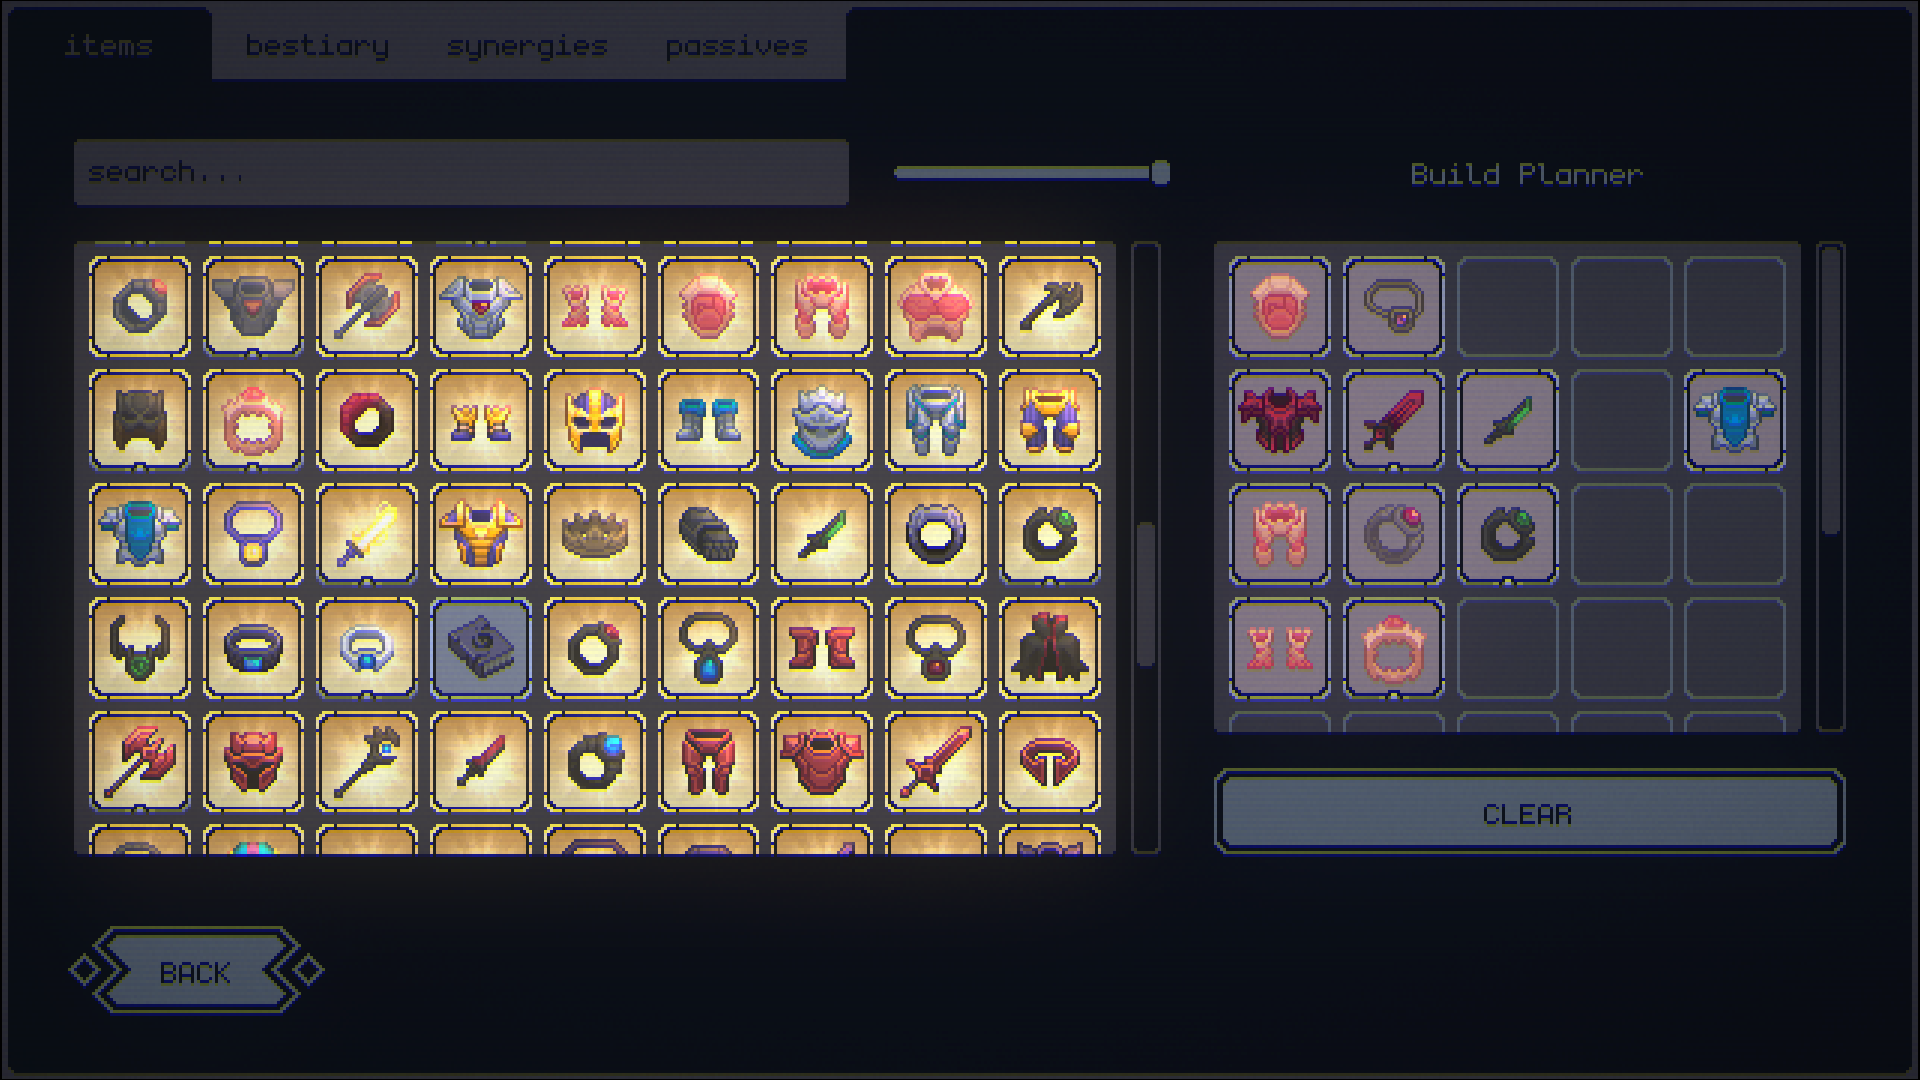 items bestiary synergies passives
search...
Build Planner
CLEAR
BACK